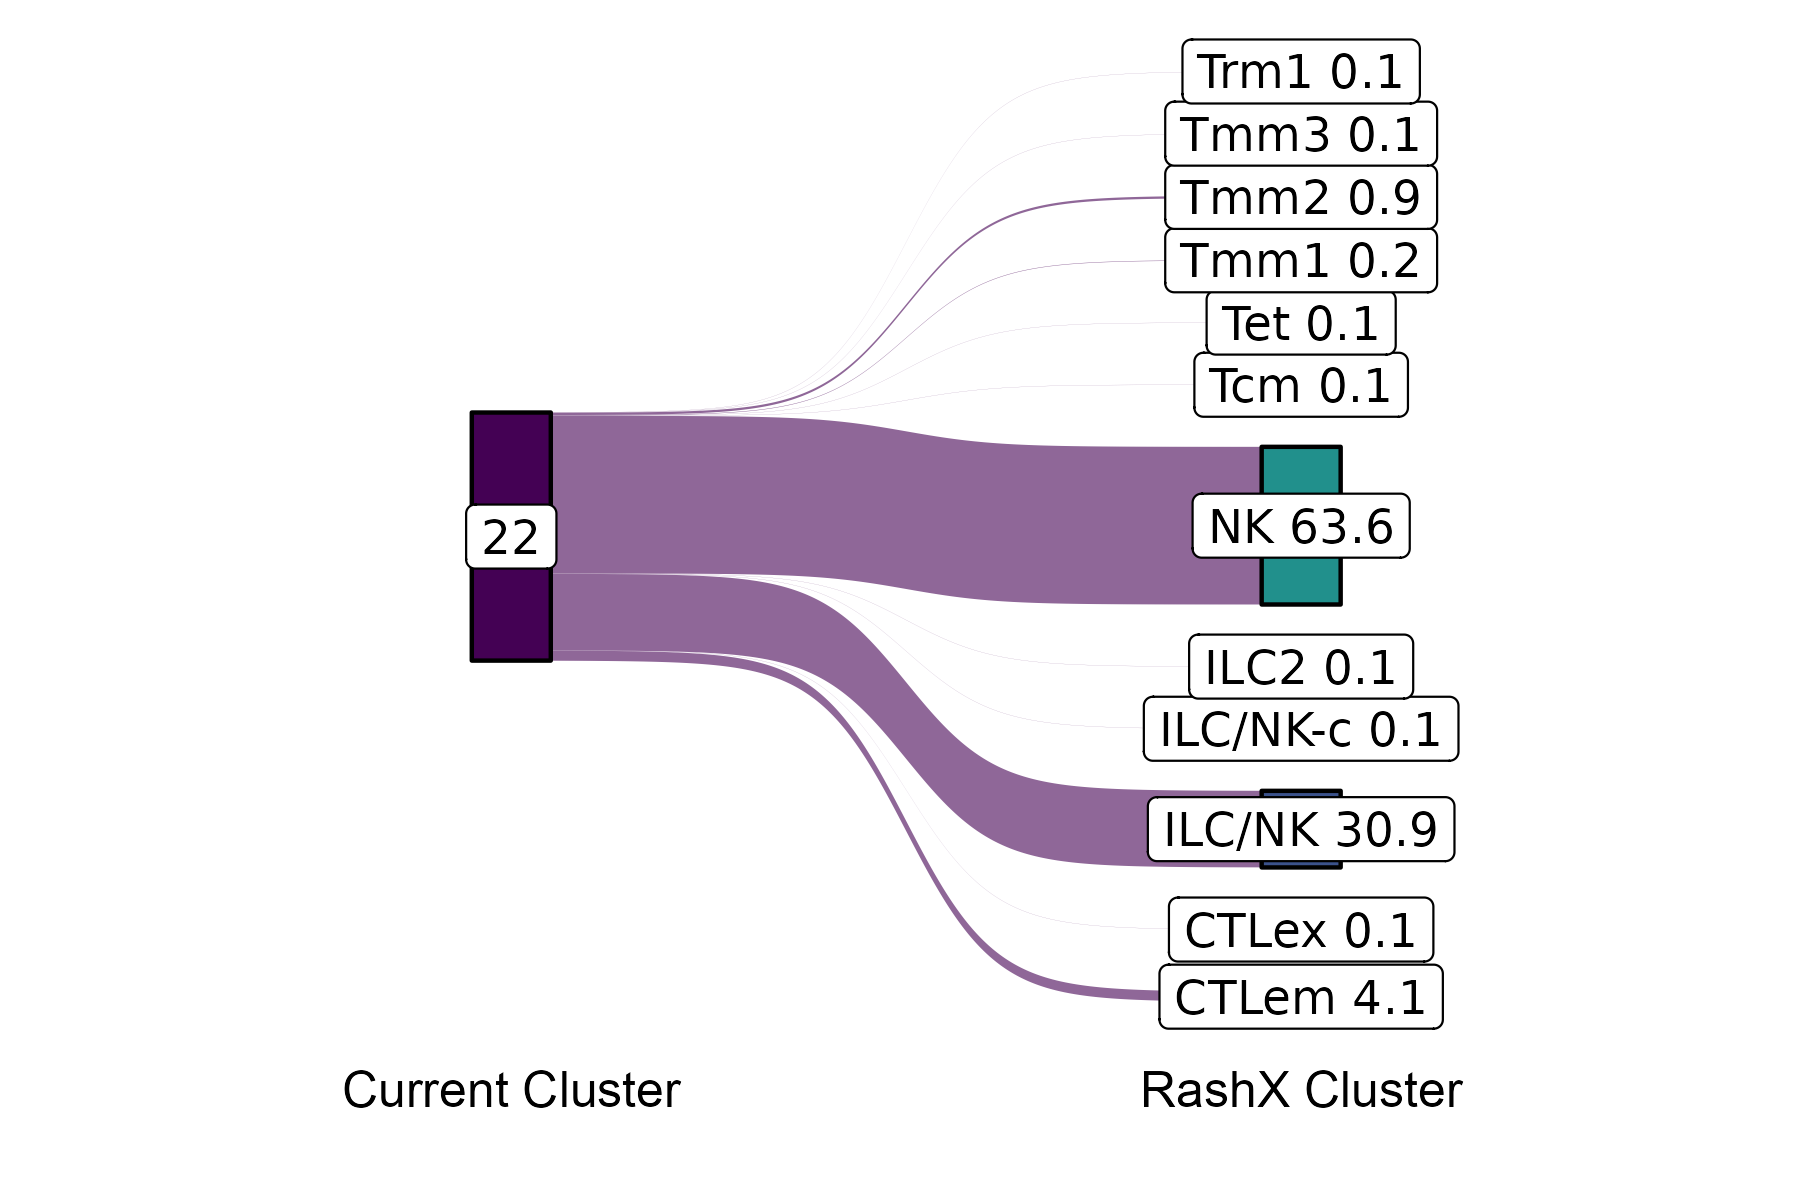 Trm1 0.1
Tmm3 0.1
Tmm2 0.9
Tmm1 0.2
Tet 0.1
Tcm 0.1
NK 63.6
22
ILC2 0.1
ILC/NK-c 0.1
ILC/NK 30.9
CTLex 0.1
CTLem 4.1
Current Cluster
RashX Cluster